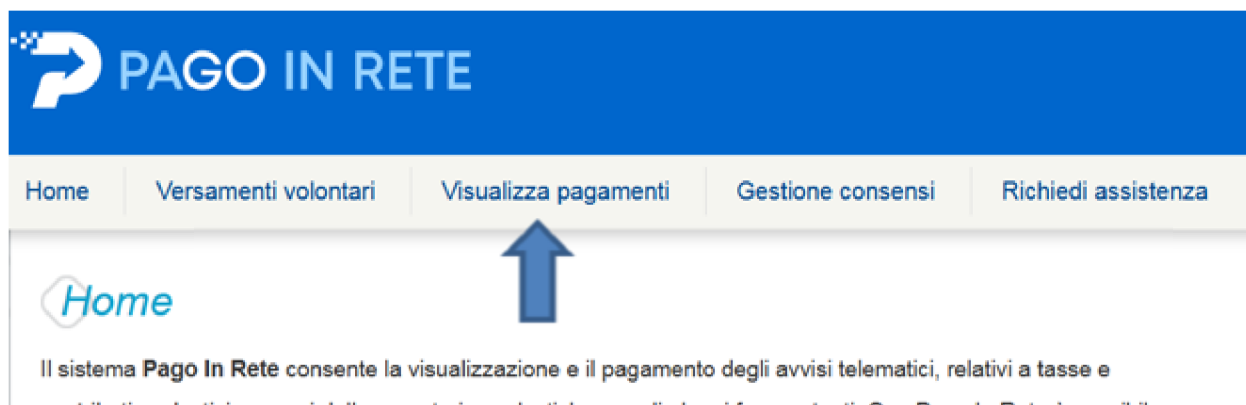 PAGO IN RETE
Home Versamenti volontari Visualizza pagamenti Gestione consensi Richiedi assistenza
Home
Il sistema Pago In Rete consente la visualizzazione e il pagamento degli avvisi telematici, relativi a tasse e